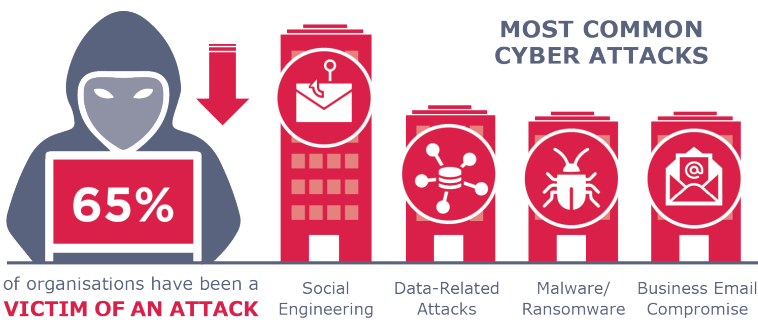 MOST COMMON
CYBER ATTACKS
@
65%
of organisations have been a
VICTIM OF AN ATTACK
Social
Engineering
Data-Related
Attacks
Malware/
Ransomware
Business Email
Compromise